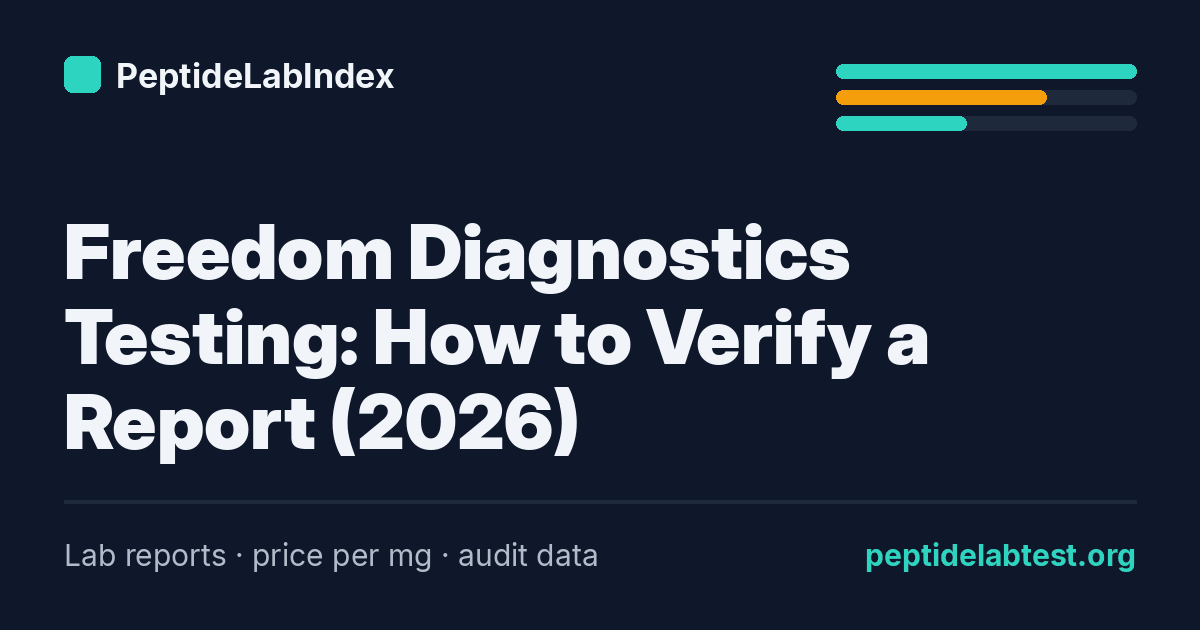 PeptideLabIndex
Freedom Diagnostics
Testing: How to Verify a
Report (2026)
Lab reports · price per mg · audit data
peptidelabtest.org